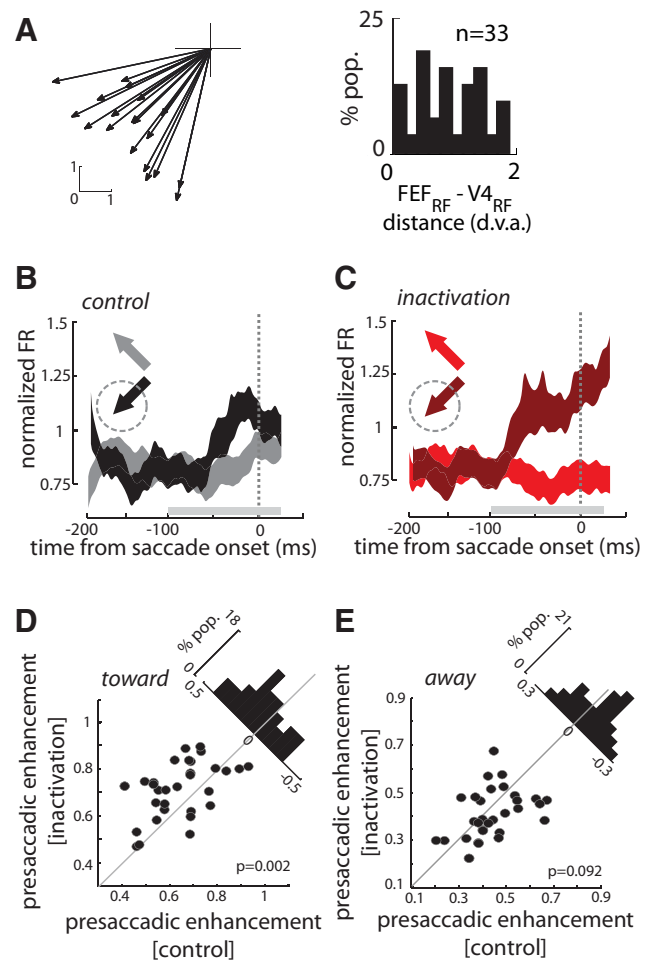 A
1
0
1
25
n=33
% pop.
0
0
2
FEF RF - V4 RF
distance (d.v.a.)
B
control
1.5
1.25
1
0.75
normalized FR
-200
-100
0
time from saccade onset (ms)
C
inactivation
1.5
1.25
1
0.75
normalized FR
-200
-100
0
time from saccade onset (ms)
D
toward
% pop.
18
0
0.5
0
-0.5
1
0.8
0.6
0.4
presaccadic enhancement
[inactivation]
p=0.002
0.4
0.6
0.8
1
presaccadic enhancement
[control]
E
away
% pop.
21
0
0.3
0
-0.3
0.9
0.7
0.5
0.3
0.1
presaccadic enhancement
[inactivation]
p=0.092
0.1
0.3
0.5
0.7
0.9
presaccadic enhancement
[control]